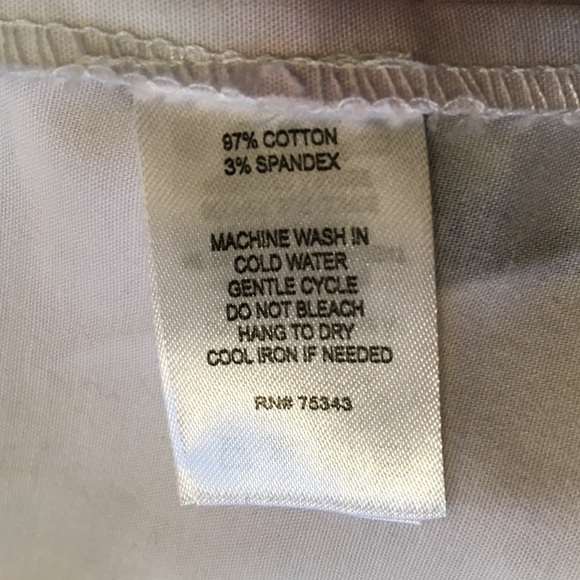 97% COTTON
3% SPANDEX
MACHINE WASH IN
COLD WATER
GENTLE CYCLE
DO NOT BLEACH
HANG TO DRY
COOL IRON IF NEEDED
RN# 75343